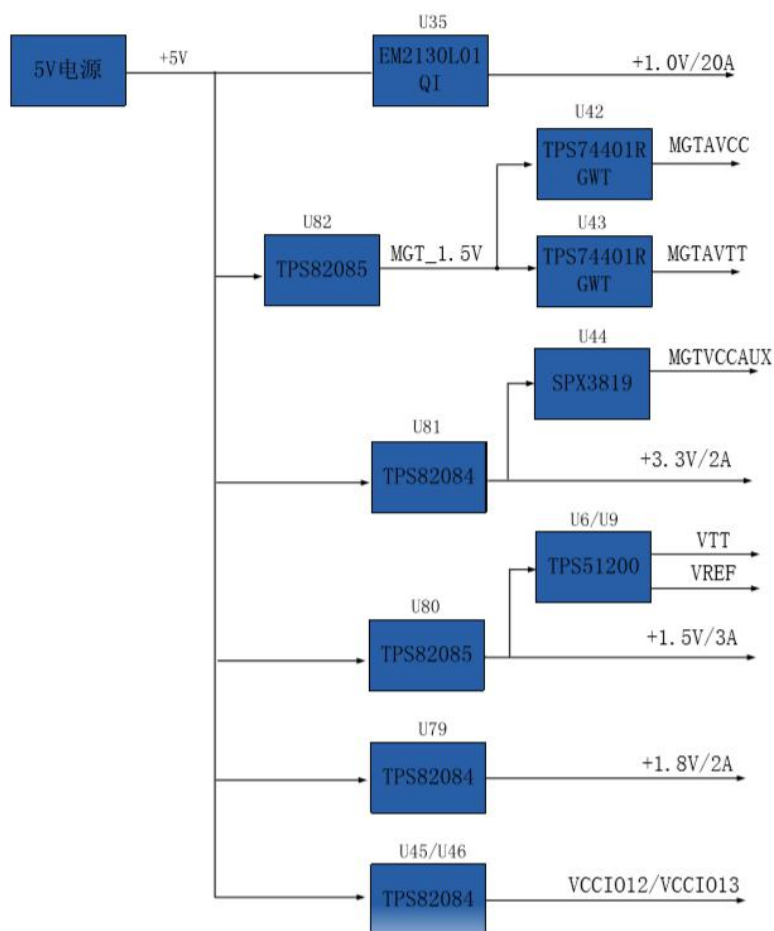 U35
5V电源
+5V
EM2130L01
QI
+1.0V/20A
U42
TPS74401R
GWT
MGTAVCC
U82
TPS82085
MGT_1.5V
U43
TPS74401R
GWT
MGTAVTT
U44
SPX3819
MGTVCCAUX
U81
TPS82084
+3.3V/2A
U6/U9
TPS51200
VTT
VREF
U80
TPS82085
+1.5V/3A
U79
TPS82084
+1.8V/2A
U45/U46
TPS82084
VCCIO12/VCCIO13